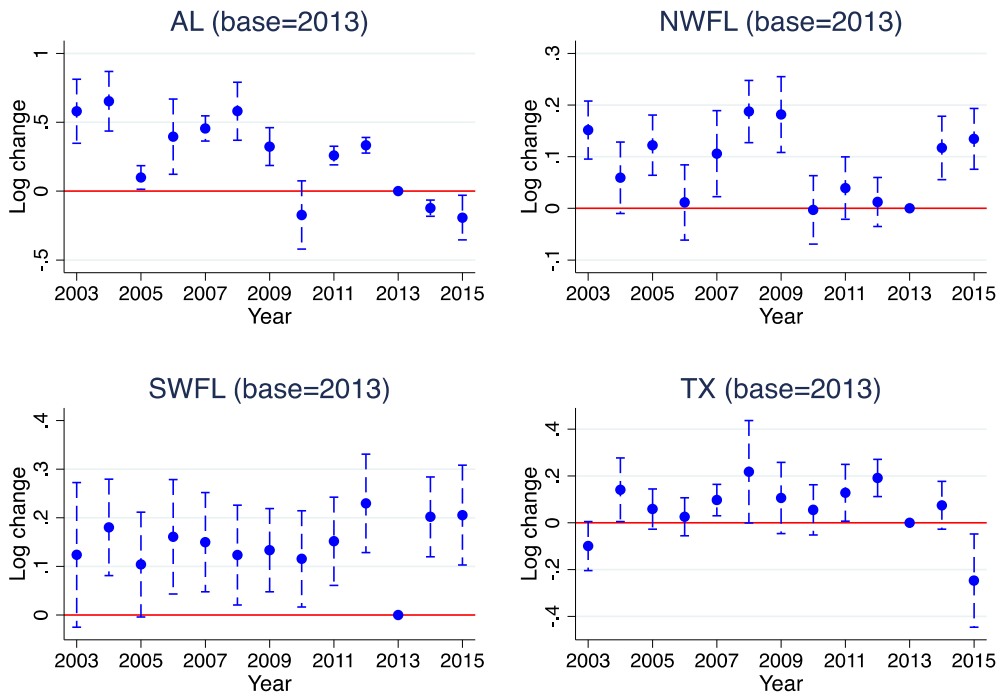 AL (base=2013)
Log change
1
.5
0
-.5
2003 2005 2007 2009 2011 2013 2015
Year
NWFL (base=2013)
Log change
.3
.2
.1
0
-.1
2003 2005 2007 2009 2011 2013 2015
Year
SWFL (base=2013)
Log change
.4
.3
.2
.1
0
2003 2005 2007 2009 2011 2013 2015
Year
TX (base=2013)
Log change
.4
.2
0
-.2
-.4
2003 2005 2007 2009 2011 2013 2015
Year